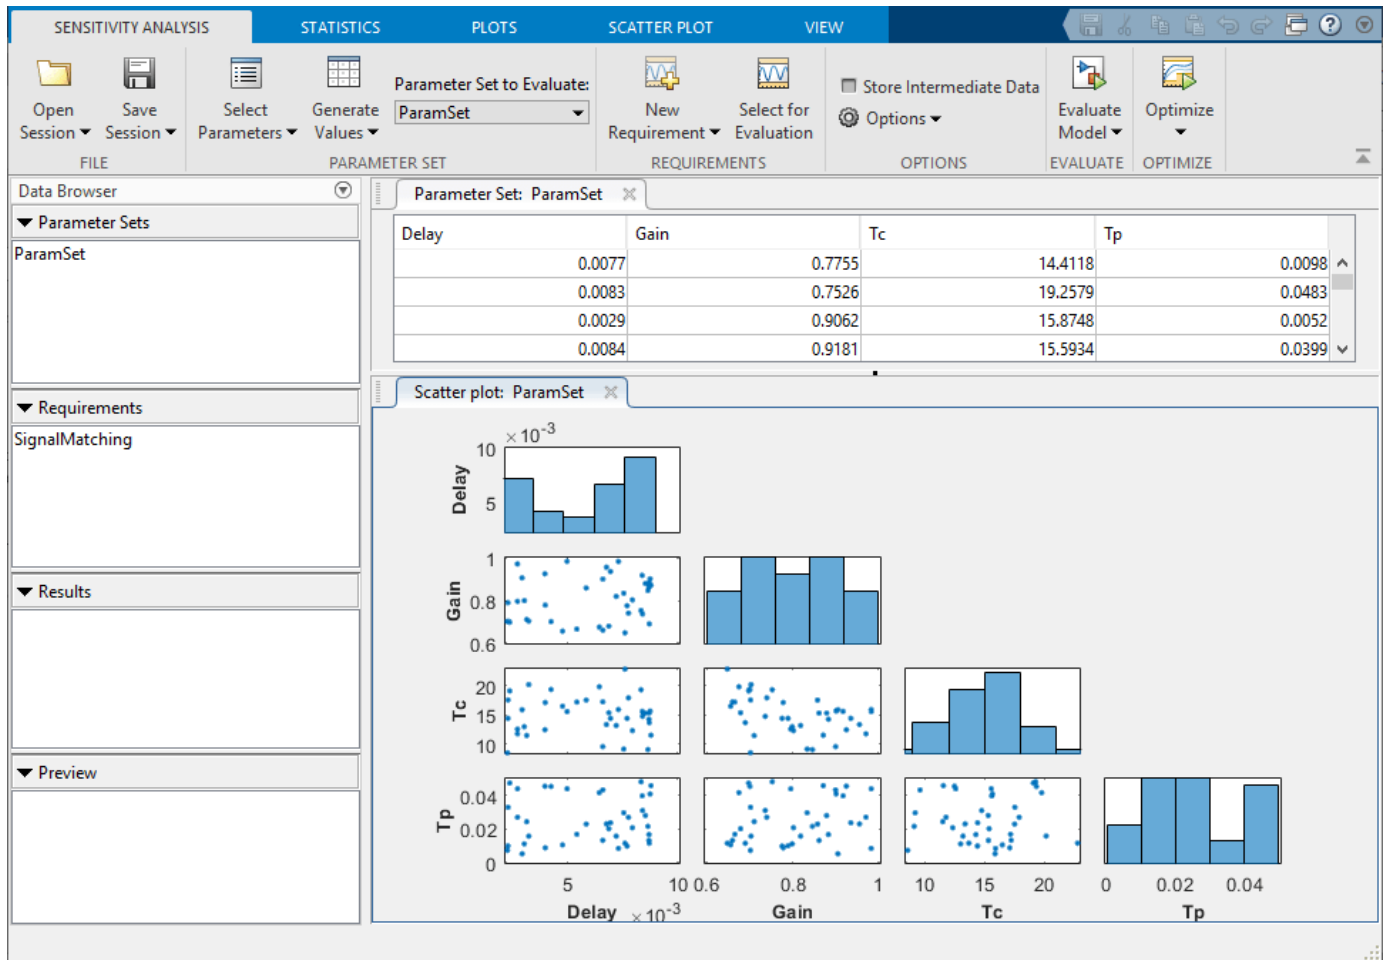 SENSITIVITY ANALYSIS STATISTICS PLOTS SCATTER PLOT VIEW
Open Session Save Session Select Parameters Generate Values Parameter Set to Evaluate: ParamSet New Requirement Select for Evaluation Store Intermediate Data Options Evaluate Model Optimize
FILE PARAMETER SET REQUIREMENTS OPTIONS EVALUATE OPTIMIZE
Data Browser
Parameter Sets
ParamSet
Requirements
SignalMatching
Results
Preview
Parameter Set: ParamSet
Delay Gain Tc Tp
0.0077 0.7755 14.4118 0.0098
0.0083 0.7526 19.2579 0.0483
0.0029 0.9062 15.8748 0.0052
0.0084 0.9181 15.5934 0.0399
Scatter plot: ParamSet
×10-3
10
Delay
5
1
Gain
0.8
0.6
20
Tc
15
10
0.04
Tp
0.02
0
5 10 0.6 0.8 1 10 15 20 0 0.02 0.04
Delay ×10-3 Gain Tc Tp